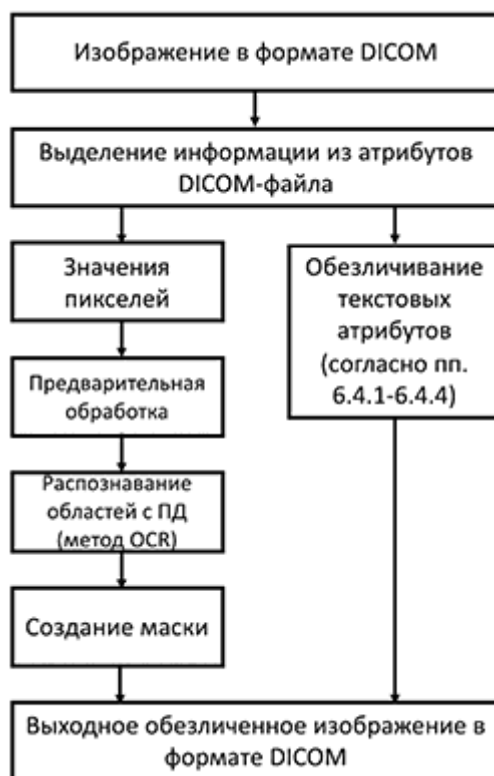 Изображение в формате DICOM
Выделение информации из атрибутов
DICOM-файла
Значения
пикселей
Предварительная
обработка
Распознавание
областей с ПД
(метод OCR)
Создание маски
Обезличивание
текстовых
атрибутов
(согласно пп.
6.4.1-6.4.4)
Выходное обезличенное изображение в
формате DICOM